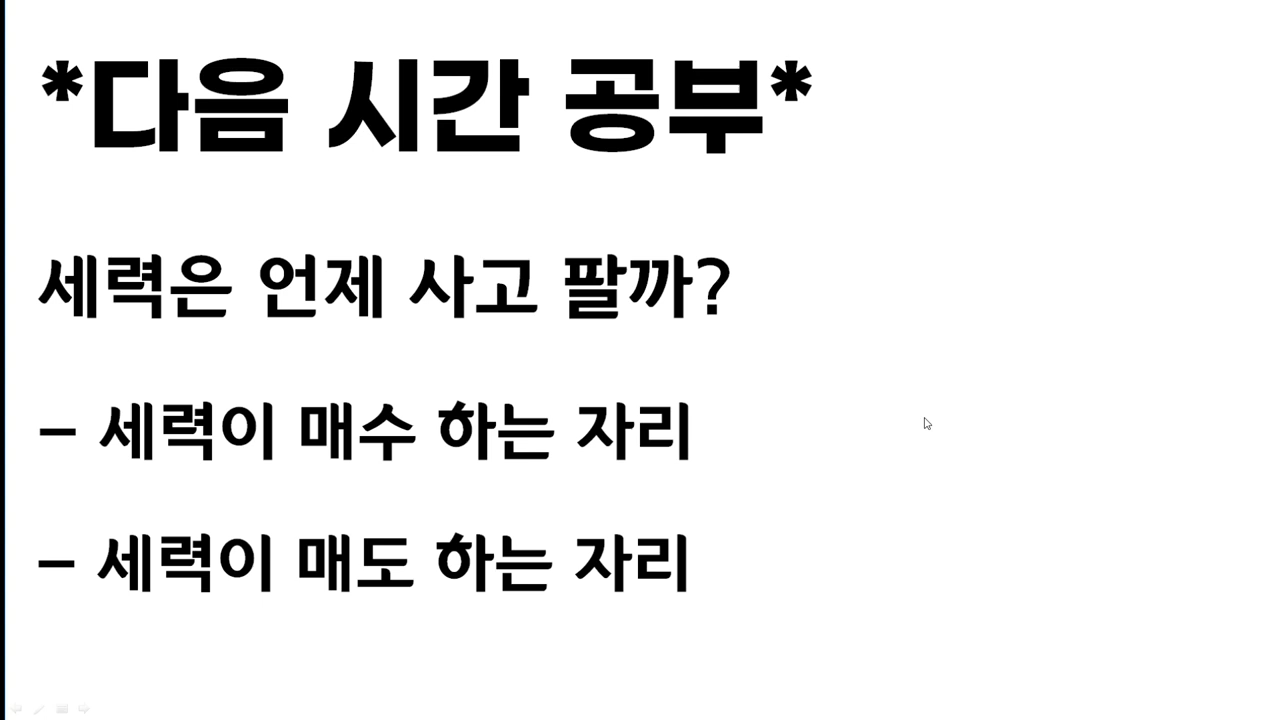 *다음 시간 공부*
세력은 언제 사고 팔까?
- 세력이 매수 하는 자리
- 세력이 매도 하는 자리